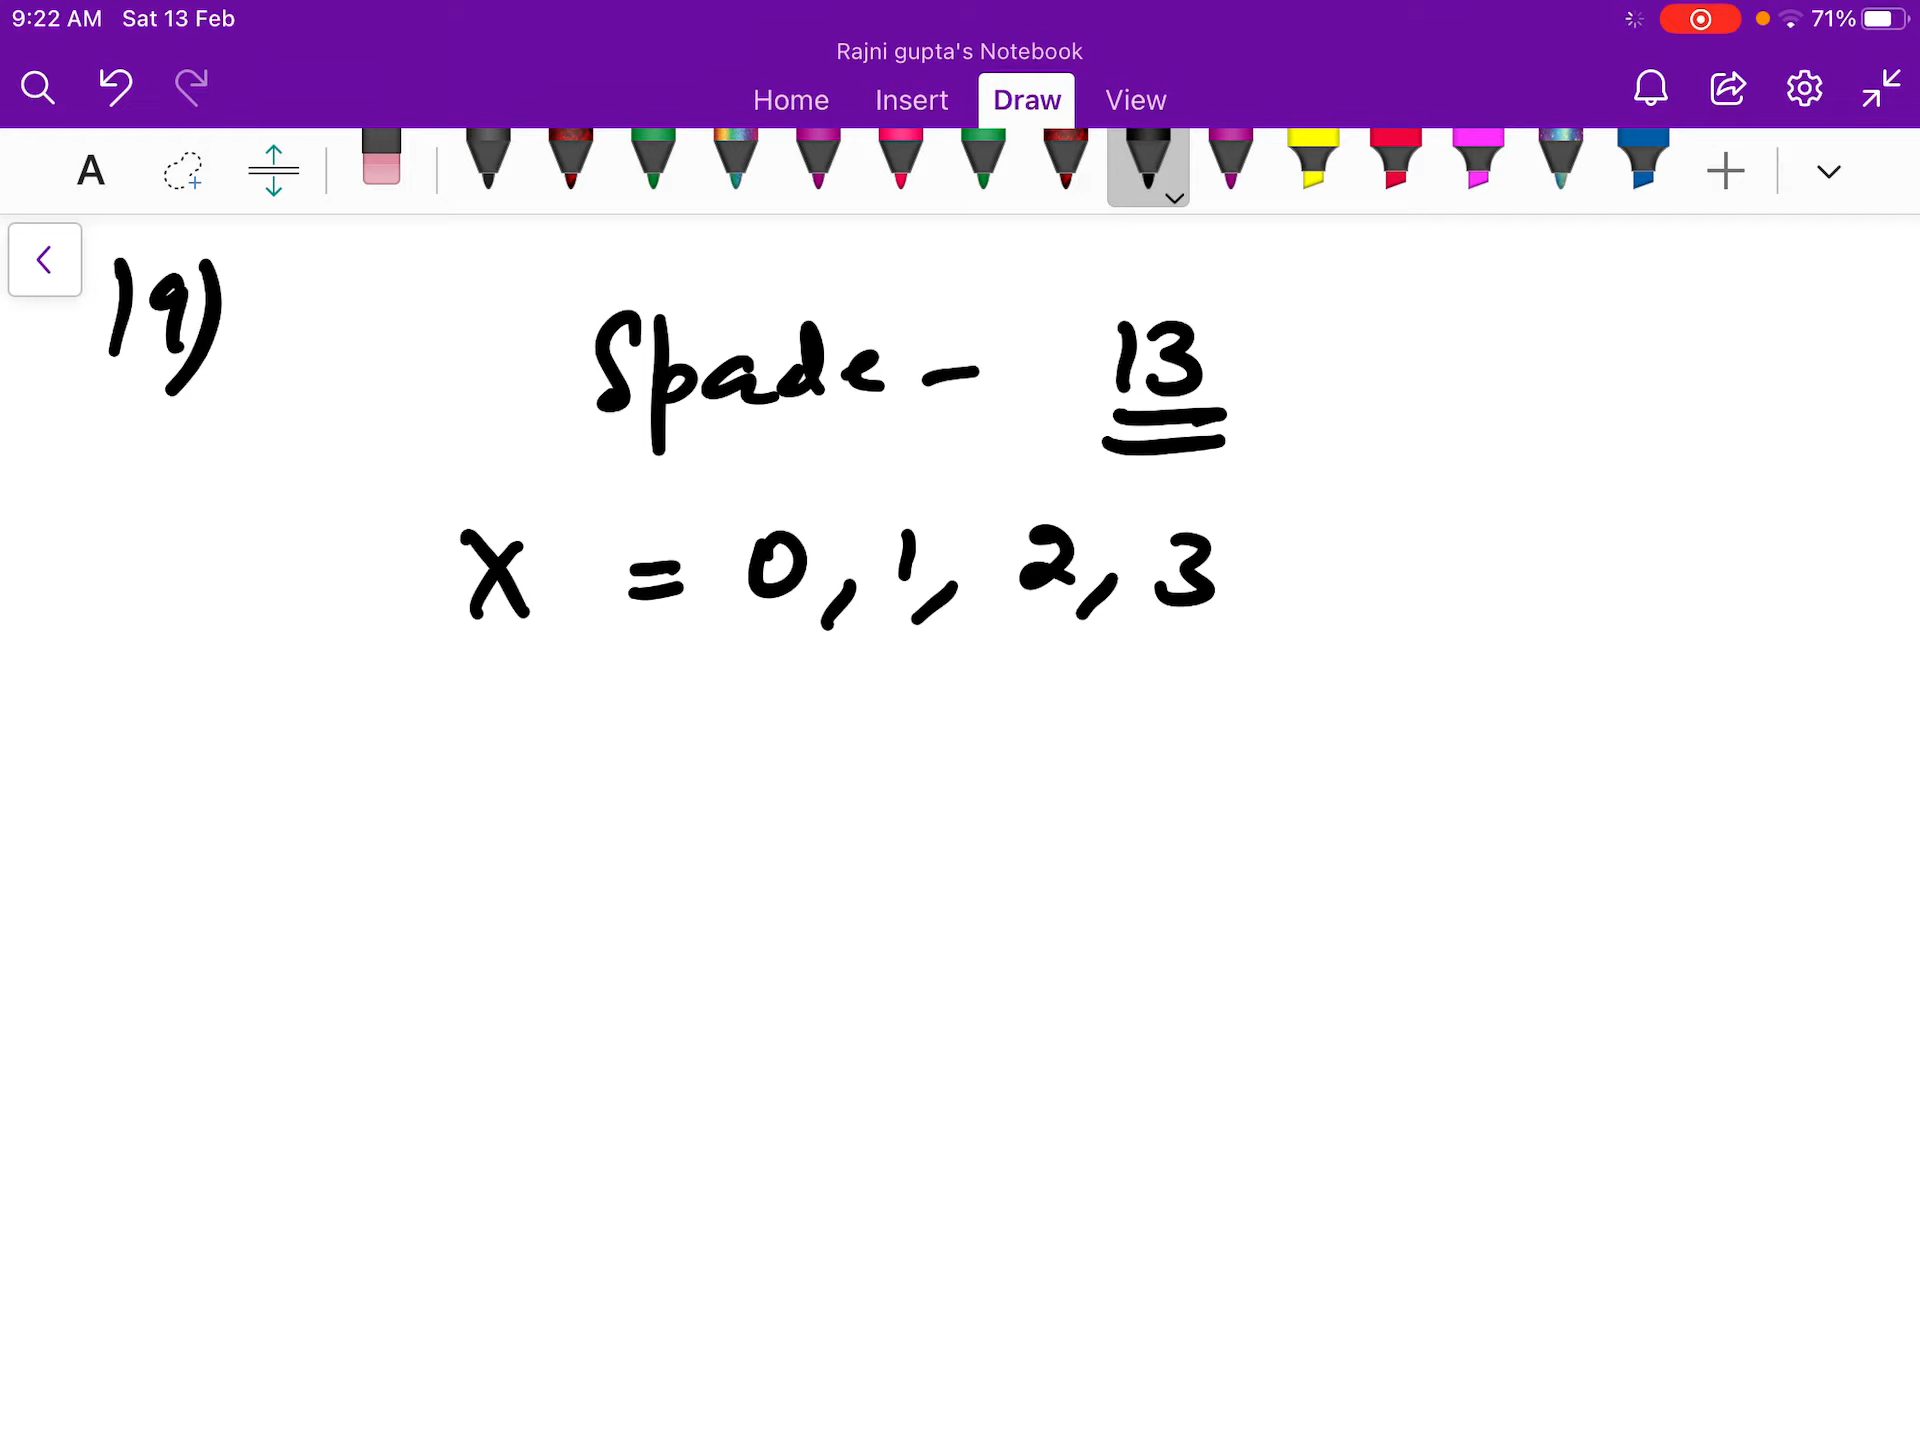 9:22 AM Sat 13 Feb 71%
Rajni gupta's Notebook
Home Insert Draw View
A
19)
Spade - 13
X = 0, 1, 2, 3